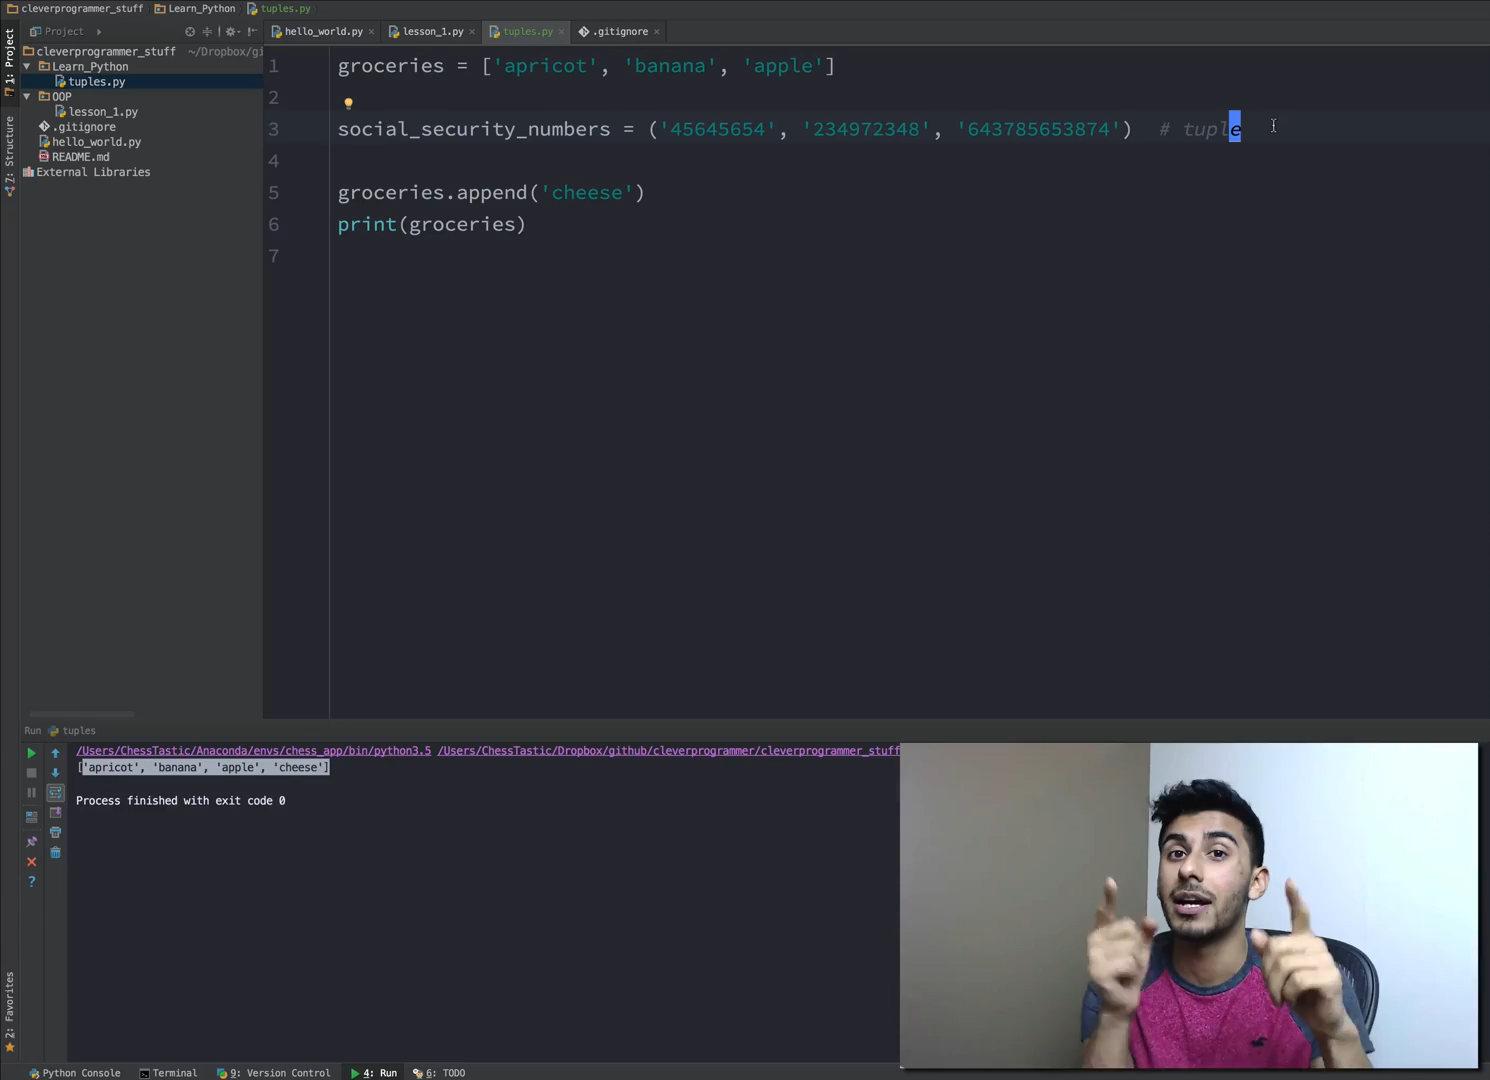 cleverprogrammer_stuff Learn_Python tuples.py
Project hello_world.py lesson_1.py tuples.py .gitignore
1: Project
7: Structure
2: Favorites
cleverprogrammer_stuff ~/Dropbox/gi
Learn_Python
tuples.py
OOP
lesson_1.py
.gitignore
hello_world.py
README.md
External Libraries
1 groceries = ['apricot', 'banana', 'apple']
2
3 social_security_numbers = ('45645654', '234972348', '643785653874') # tuple
4
5 groceries.append('cheese')
6 print(groceries)
7
Run tuples
/Users/ChessTastic/Anaconda/envs/chess_app/bin/python3.5 /Users/ChessTastic/Dropbox/github/cleverprogrammer/cleverprogrammer_stuff
['apricot', 'banana', 'apple', 'cheese']
Process finished with exit code 0
Python Console Terminal 9: Version Control 4: Run 6: TODO